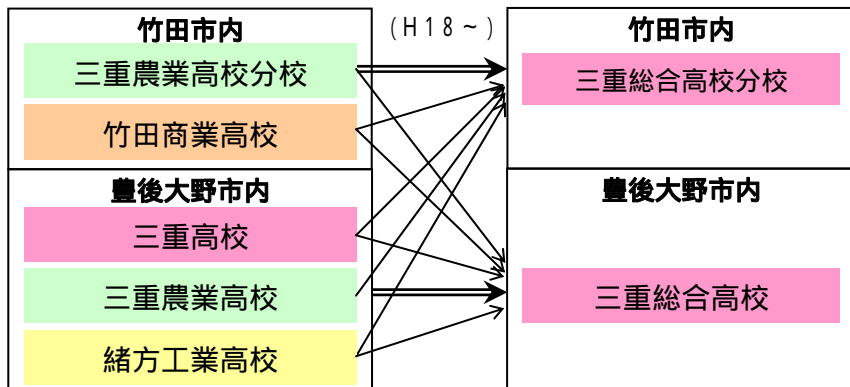 竹田市内
三重農業高校分校
竹田商業高校
豊後大野市内
三重高校
三重農業高校
緒方工業高校
(H18~)
竹田市内
三重総合高校分校
豊後大野市内
三重総合高校